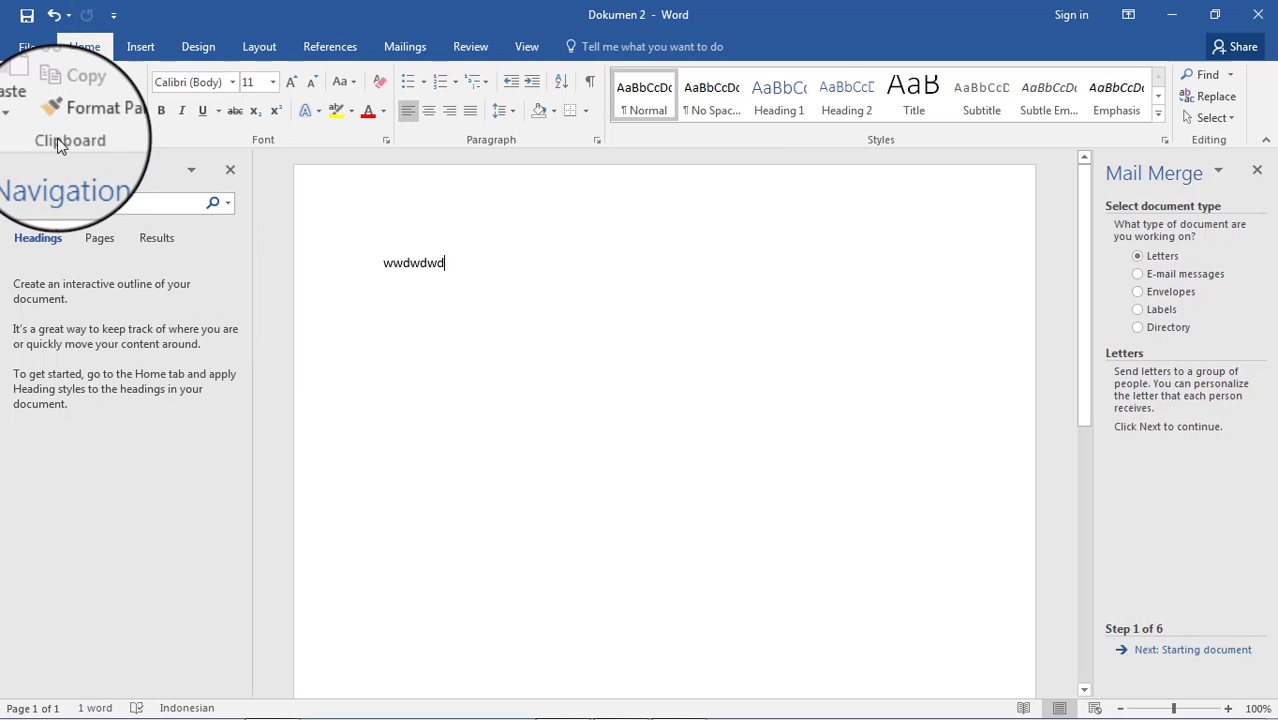 Dokumen 2 - Word
Sign in
Home Insert Design Layout References Mailings Review View Tell me what you want to do
Share
Copy
Format
Clipboard
Calibri (Body) 11 Aa
B I U abc x₂ x² A A
Font
Paragraph
AaBbCcDc AaBbCcDc AaBbC AaBbCcD AaB AaBbCcD AaBbCcDc AaBbCcDc
¶ Normal ¶ No Spac... Heading 1 Heading 2 Title Subtitle Subtle Em... Emphasis
Styles
Find
Replace
Select
Editing
Navigation
Headings Pages Results
Create an interactive outline of your
document.
It's a great way to keep track of where you are
or quickly move your content around.
To get started, go to the Home tab and apply
Heading styles to the headings in your
document.
wwdwdwd
Mail Merge
Select document type
What type of document are
you working on?
Letters
E-mail messages
Envelopes
Labels
Directory
Letters
Send letters to a group of
people. You can personalize
the letter that each person
receives.
Click Next to continue.
Step 1 of 6
Next: Starting document
Page 1 of 1 1 word Indonesian
100%